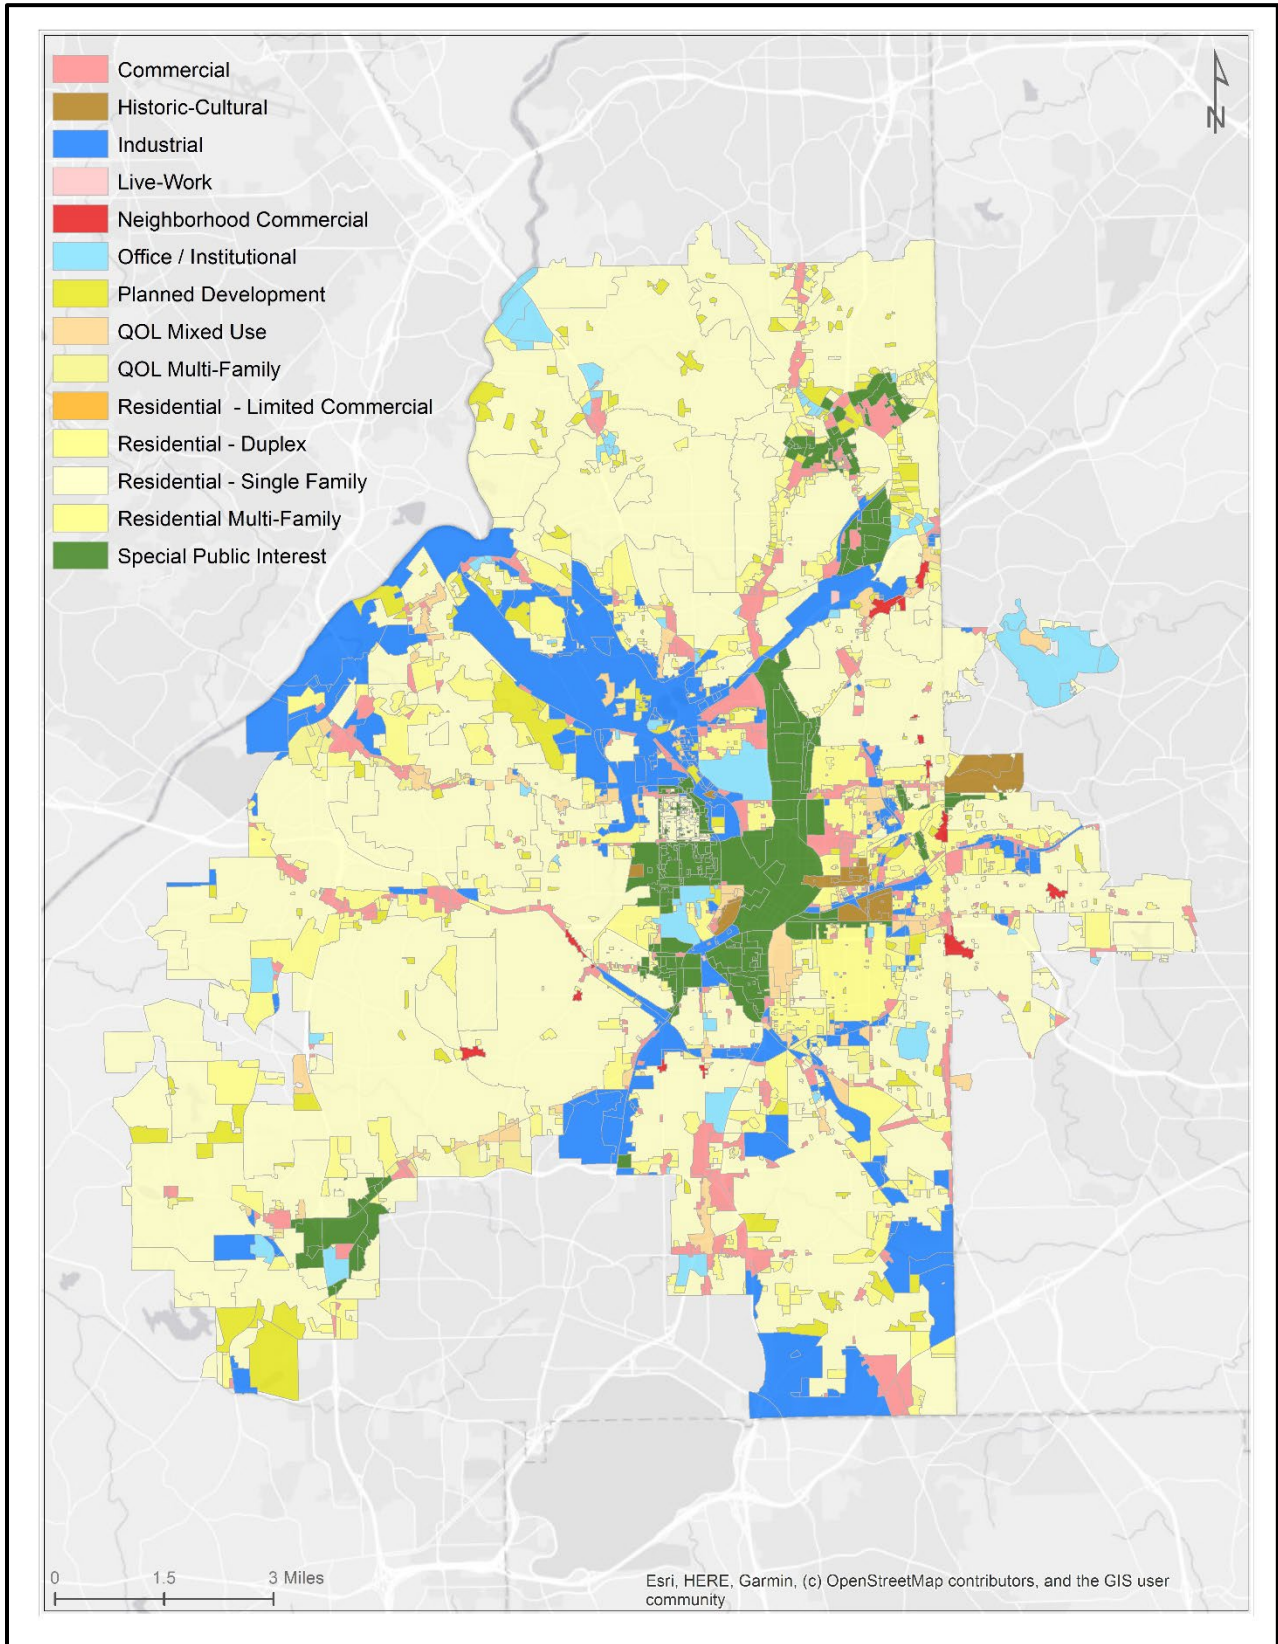 Commercial
Historic-Cultural
Industrial
Live-Work
Neighborhood Commercial
Office / Institutional
Planned Development
QOL Mixed Use
QOL Multi-Family
Residential - Limited Commercial
Residential - Duplex
Residential - Single Family
Residential Multi-Family
Special Public Interest
N
0 1.5 3 Miles
Esri, HERE, Garmin, (c) OpenStreetMap contributors, and the GIS user
community